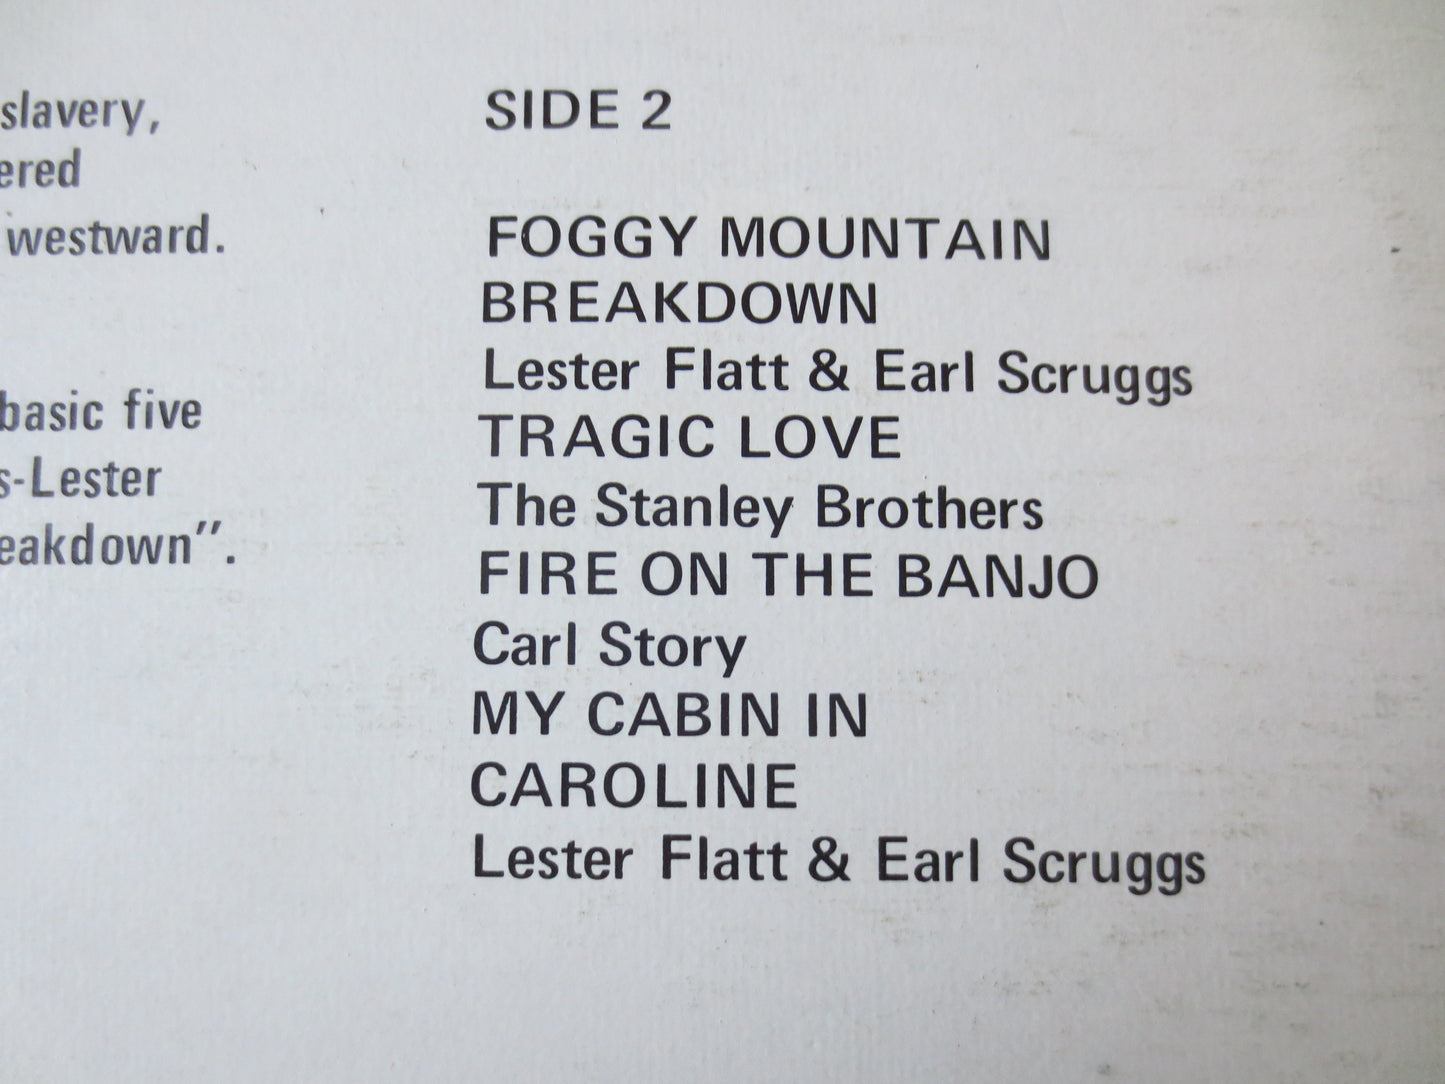 slavery,
ered
westward.
basic five
s-Lester
eakdown”.
SIDE 2
FOGGY MOUNTAIN
BREAKDOWN
Lester Flatt & Earl Scruggs
TRAGIC LOVE
The Stanley Brothers
FIRE ON THE BANJO
Carl Story
MY CABIN IN
CAROLINE
Lester Flatt & Earl Scruggs